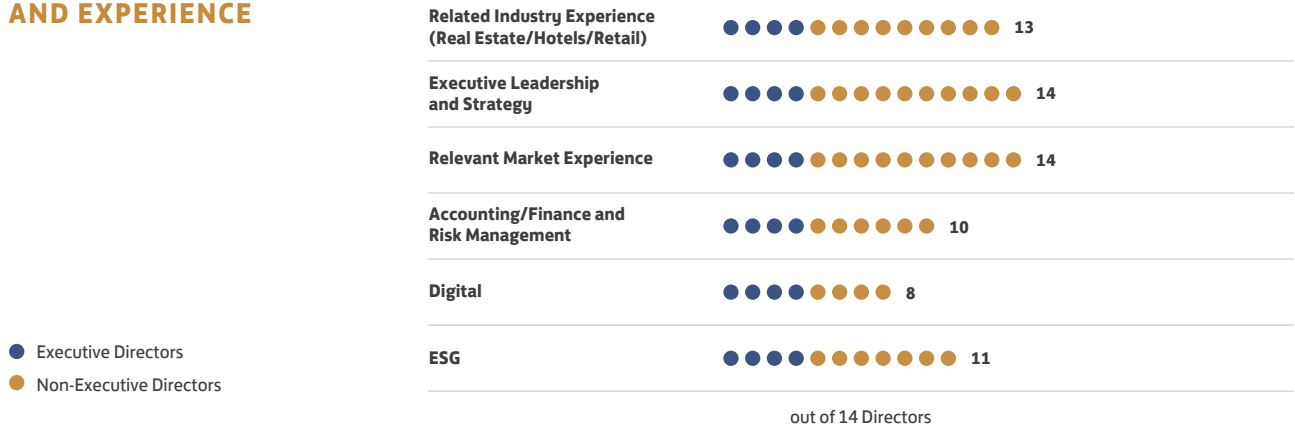 AND EXPERIENCE
Related Industry Experience
(Real Estate/Hotels/Retail)
13
Executive Leadership
and Strategy
14
Relevant Market Experience
14
Accounting/Finance and
Risk Management
10
Digital
8
ESG
11
Executive Directors
Non-Executive Directors
out of 14 Directors